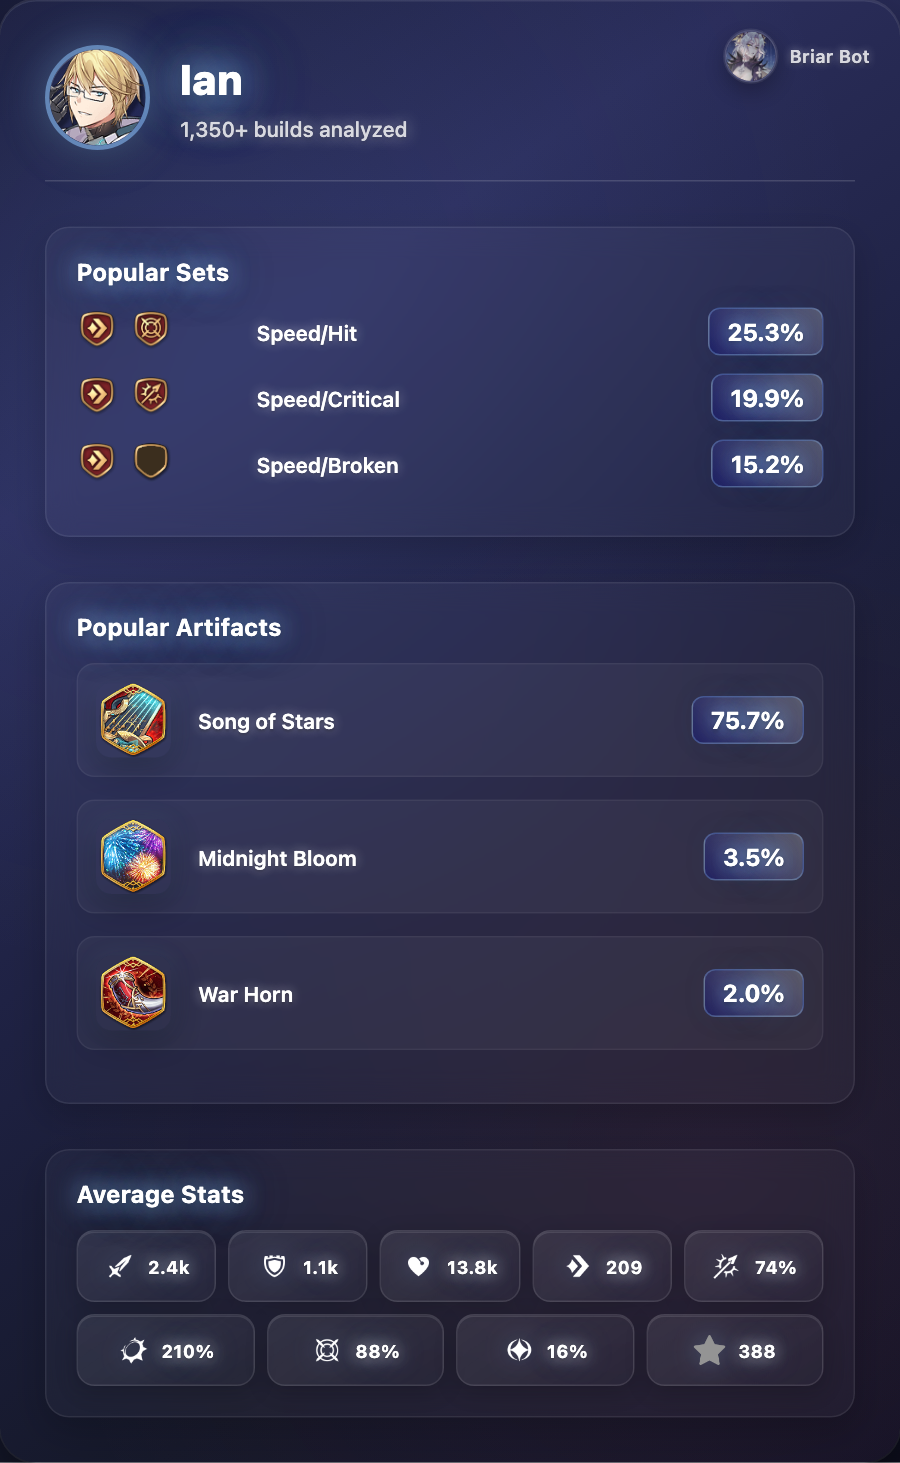 Ian
1,350+ builds analyzed
Briar Bot
Popular Sets
Speed/Hit 25.3%
Speed/Critical 19.9%
Speed/Broken 15.2%
Popular Artifacts
Song of Stars 75.7%
Midnight Bloom 3.5%
War Horn 2.0%
Average Stats
2.4k 1.1k 13.8k 209 74%
210% 88% 16% 388